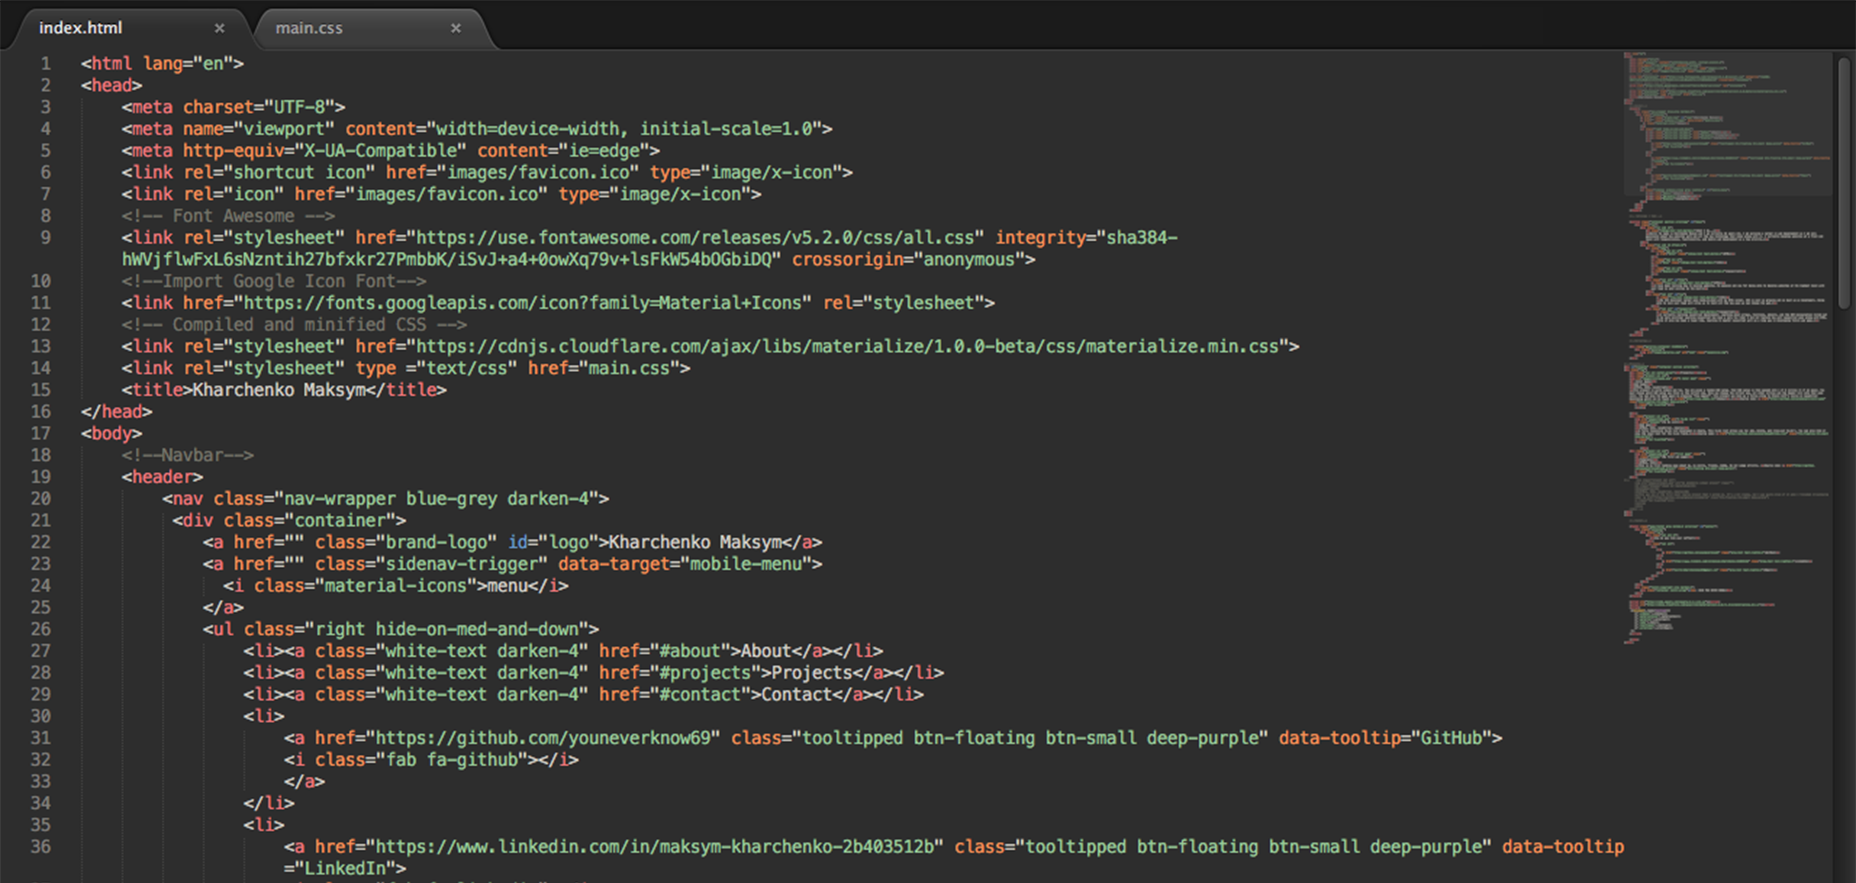 index.html × main.css ×
1 <html lang="en">
2 <head>
3 <meta charset="UTF-8">
4 <meta name="viewport" content="width=device-width, initial-scale=1.0">
5 <meta http-equiv="X-UA-Compatible" content="ie=edge">
6 <link rel="shortcut icon" href="images/favicon.ico" type="image/x-icon">
7 <link rel="icon" href="images/favicon.ico" type="image/x-icon">
8 <!-- Font Awesome -->
9 <link rel="stylesheet" href="https://use.fontawesome.com/releases/v5.2.0/css/all.css" integrity="sha384-
hWVjflwFxL6sNzntih27bfxkr27PmbbK/iSvJ+a4+0owXq79v+lsFkW54bOGbiDQ" crossorigin="anonymous">
10 <!--Import Google Icon Font-->
11 <link href="https://fonts.googleapis.com/icon?family=Material+Icons" rel="stylesheet">
12 <!-- Compiled and minified CSS -->
13 <link rel="stylesheet" href="https://cdnjs.cloudflare.com/ajax/libs/materialize/1.0.0-beta/css/materialize.min.css">
14 <link rel="stylesheet" type ="text/css" href="main.css">
15 <title>Kharchenko Maksym</title>
16 </head>
17 <body>
18 <!--Navbar-->
19 <header>
20 <nav class="nav-wrapper blue-grey darken-4">
21 <div class="container">
22 <a href="" class="brand-logo" id="logo">Kharchenko Maksym</a>
23 <a href="" class="sidenav-trigger" data-target="mobile-menu">
24 <i class="material-icons">menu</i>
25 </a>
26 <ul class="right hide-on-med-and-down">
27 <li><a class="white-text darken-4" href="#about">About</a></li>
28 <li><a class="white-text darken-4" href="#projects">Projects</a></li>
29 <li><a class="white-text darken-4" href="#contact">Contact</a></li>
30 <li>
31 <a href="https://github.com/youneverknow69" class="tooltipped btn-floating btn-small deep-purple" data-tooltip="GitHub">
32 <i class="fab fa-github"></i>
33 </a>
34 </li>
35 <li>
36 <a href="https://www.linkedin.com/in/maksym-kharchenko-2b403512b" class="tooltipped btn-floating btn-small deep-purple" data-tooltip
="LinkedIn">